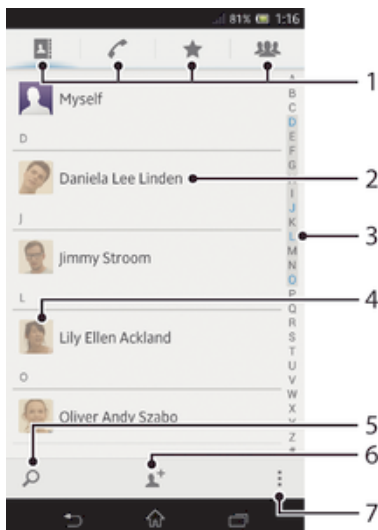 81% 1:16
1
Myself
D
Daniela Lee Linden
2
J
3
Jimmy Stroom
L
4
Lily Ellen Ackland
O
Oliver Andy Szabo
5
6
7
A
B
C
D
E
F
G
I
J
K
L
M
N
O
P
Q
R
S
T
U
V
W
X
Z
#